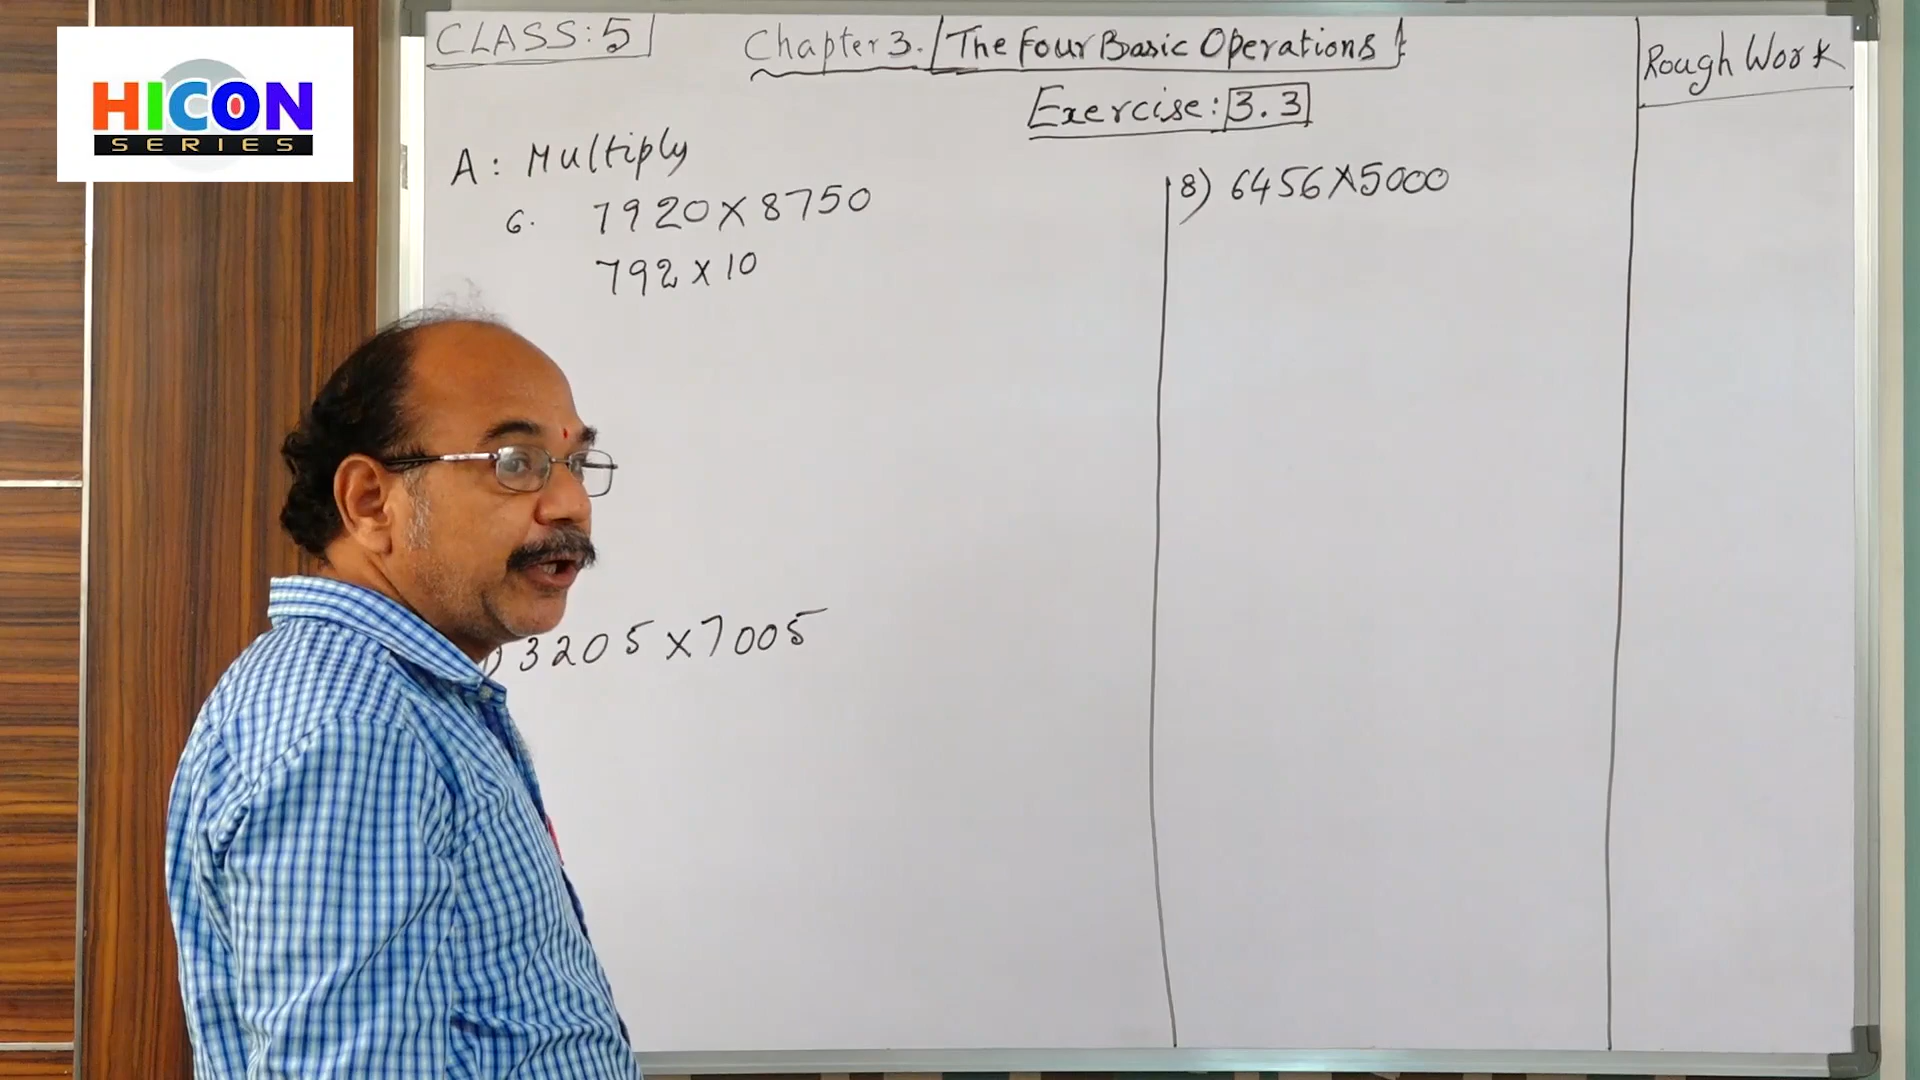 HICON
SERIES
CLASS: 5
Chapter 3. The Four Basic Operations
Exercise: 3.3
A: Multiply
6. 7920 X 8750
792 x 10
) 3205 x 7005
8) 6456 X 5000
Rough Work